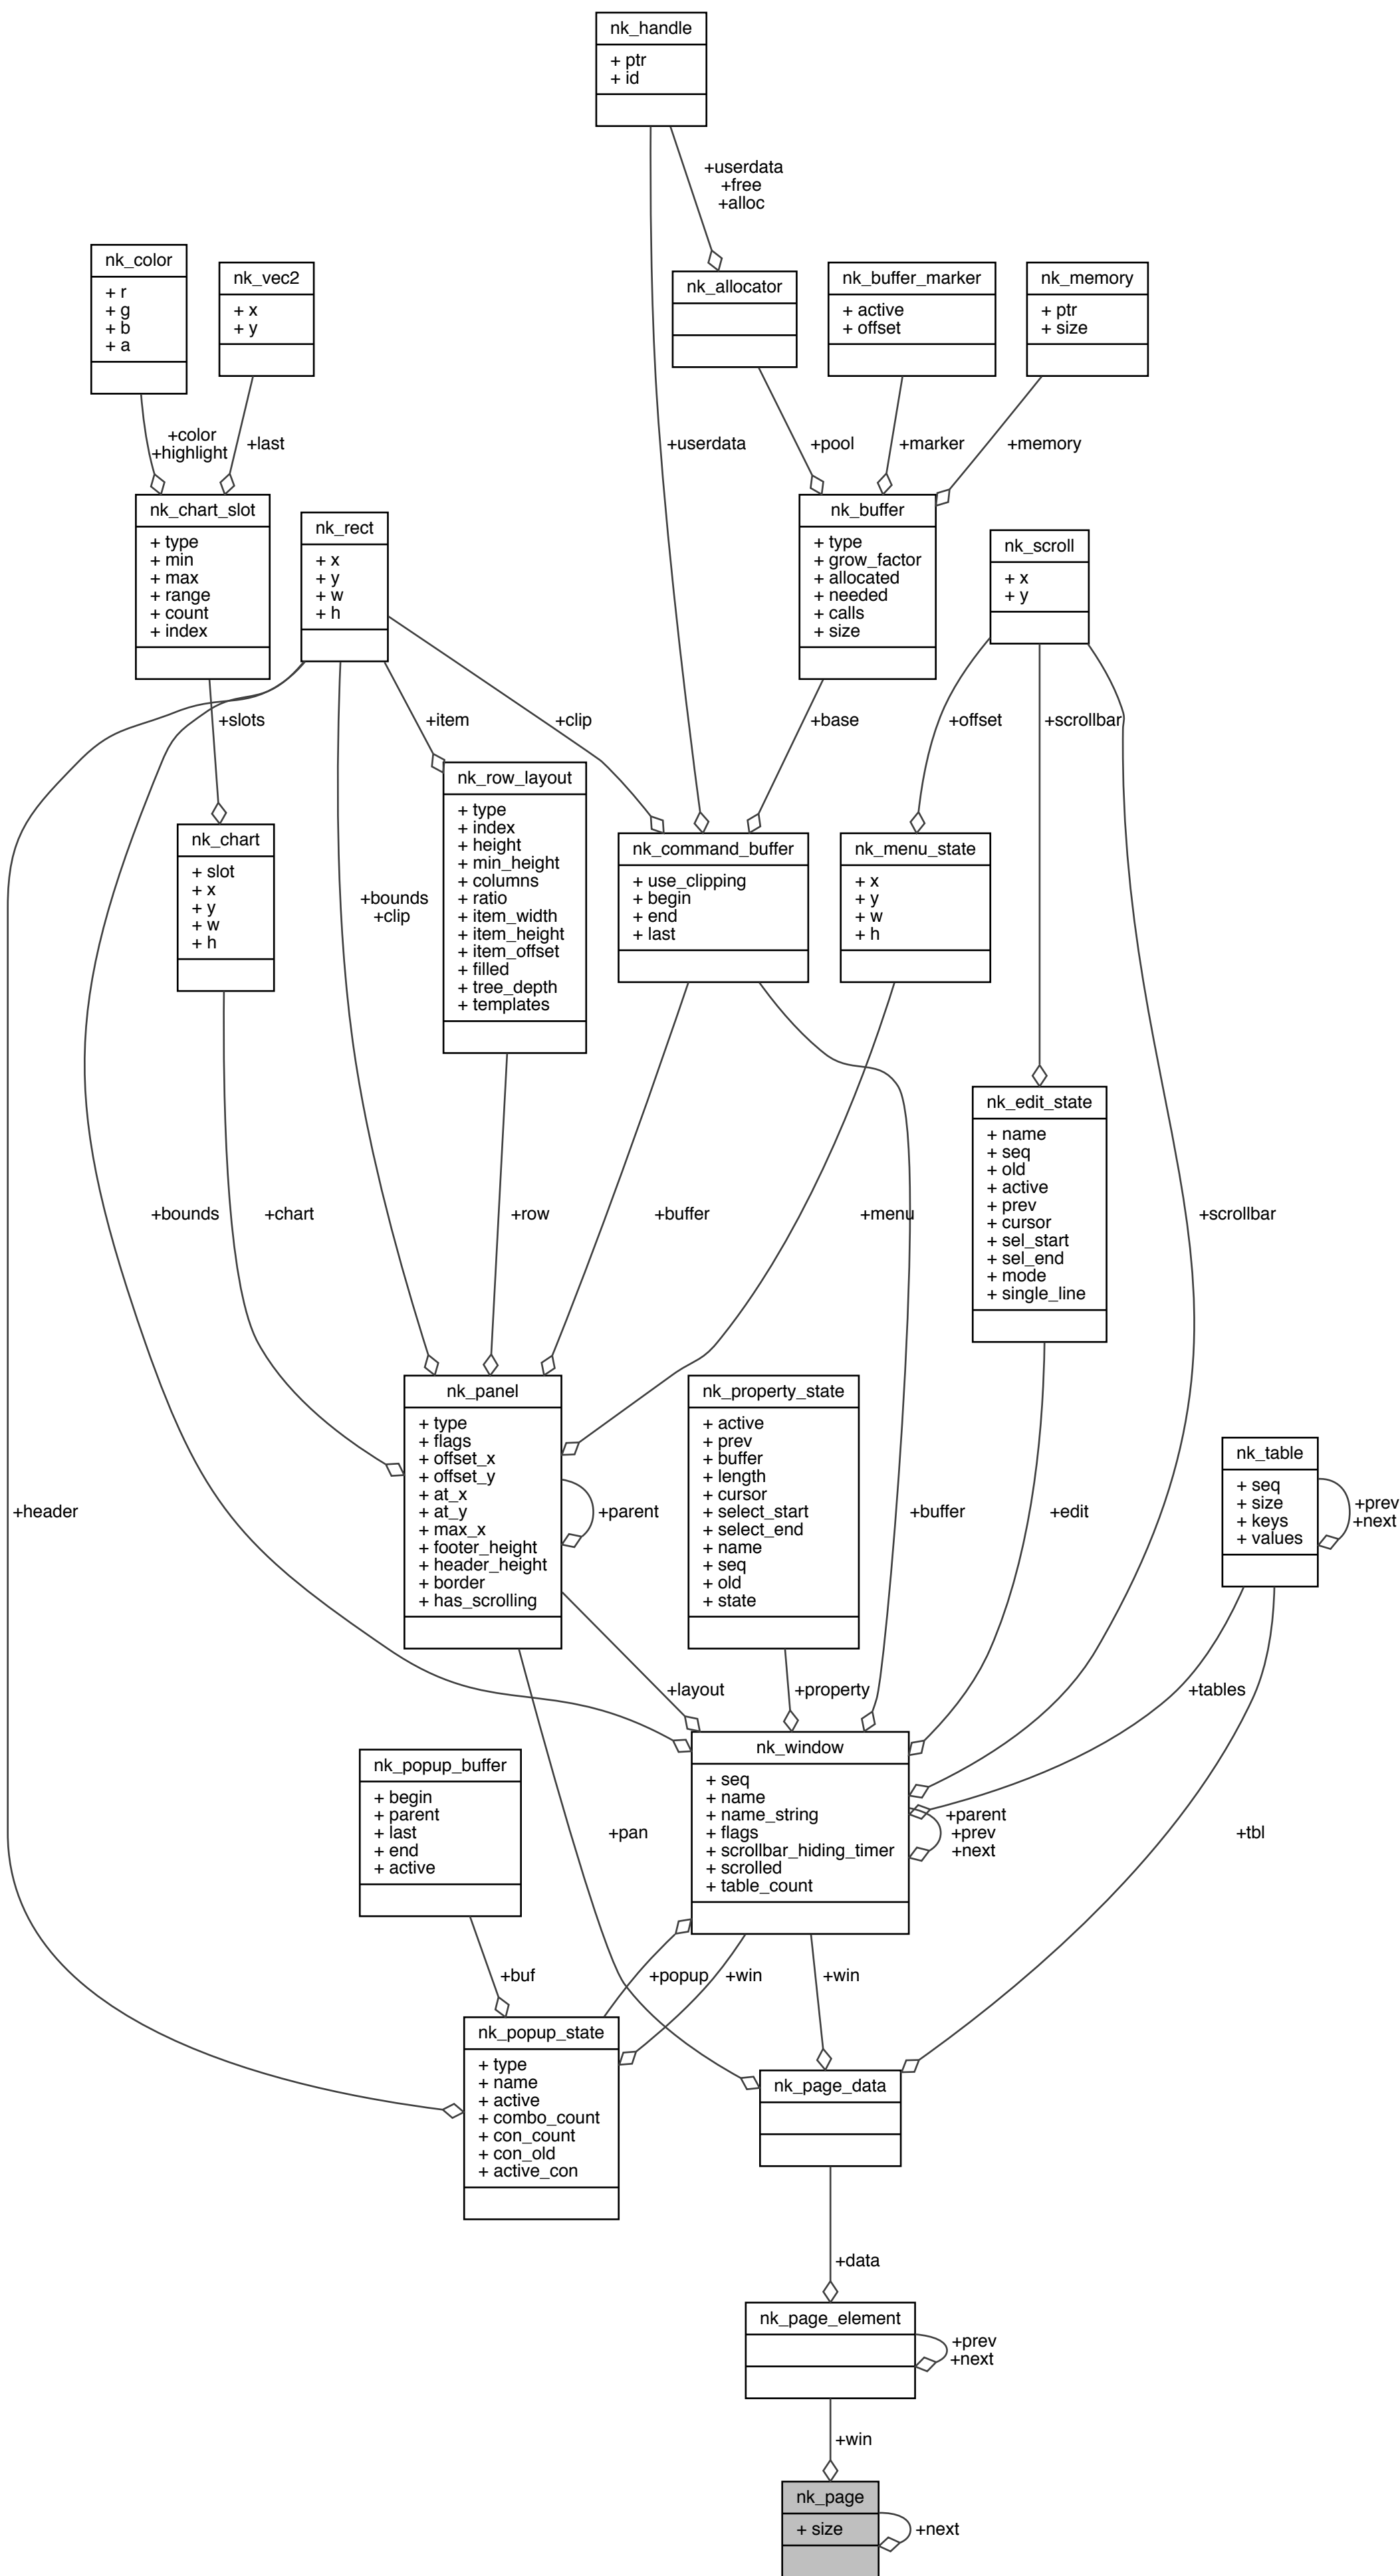 nk_handle
+ ptr
+ id
+userdata
+free
+alloc
nk_color
+ r
+ g
+ b
+ a
nk_vec2
+ x
+ y
nk_allocator
nk_buffer_marker
+ active
+ offset
nk_memory
+ ptr
+ size
+color
+highlight
+last
+userdata
+pool
+marker
+memory
nk_chart_slot
+ type
+ min
+ max
+ range
+ count
+ index
nk_rect
+ x
+ y
+ w
+ h
nk_buffer
+ type
+ grow_factor
+ allocated
+ needed
+ calls
+ size
nk_scroll
+ x
+ y
+slots
+item
+clip
+base
+offset
+scrollbar
nk_chart
+ slot
+ x
+ y
+ w
+ h
+bounds
+clip
nk_row_layout
+ type
+ index
+ height
+ min_height
+ columns
+ ratio
+ item_width
+ item_height
+ item_offset
+ filled
+ tree_depth
+ templates
nk_command_buffer
+ use_clipping
+ begin
+ end
+ last
nk_menu_state
+ x
+ y
+ w
+ h
nk_edit_state
+ name
+ seq
+ old
+ active
+ prev
+ cursor
+ sel_start
+ sel_end
+ mode
+ single_line
+bounds
+chart
+row
+buffer
+menu
+scrollbar
+header
nk_panel
+ type
+ flags
+ offset_x
+ offset_y
+ at_x
+ at_y
+ max_x
+ footer_height
+ header_height
+ border
+ has_scrolling
+parent
nk_property_state
+ active
+ prev
+ buffer
+ length
+ cursor
+ select_start
+ select_end
+ name
+ seq
+ old
+ state
+buffer
+edit
nk_table
+ seq
+ size
+ keys
+ values
+prev
+next
+layout
+property
+tables
nk_popup_buffer
+ begin
+ parent
+ last
+ end
+ active
+pan
nk_window
+ seq
+ name
+ name_string
+ flags
+ scrollbar_hiding_timer
+ scrolled
+ table_count
+parent
+prev
+next
+tbl
+buf
+popup
+win
+win
nk_popup_state
+ type
+ name
+ active
+ combo_count
+ con_count
+ con_old
+ active_con
nk_page_data
+data
nk_page_element
+prev
+next
+win
nk_page
+ size
+next